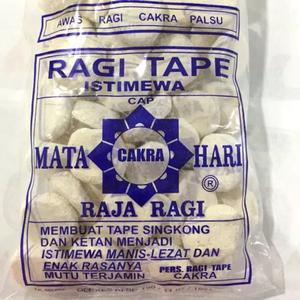 AWAS RAGI CAKRA PALSU
RAGI TAPE
ISTIMEWA
CAP
MATA CAKRA HARI
®
RAJA RAGI
MEMBUAT TAPE SINGKONG
DAN KETAN MENJADI
ISTIMEWA MANIS-LEZAT DAN
ENAK RASANYA PERS. RAGI TAPE
MUTU TERJAMIN CAKRA